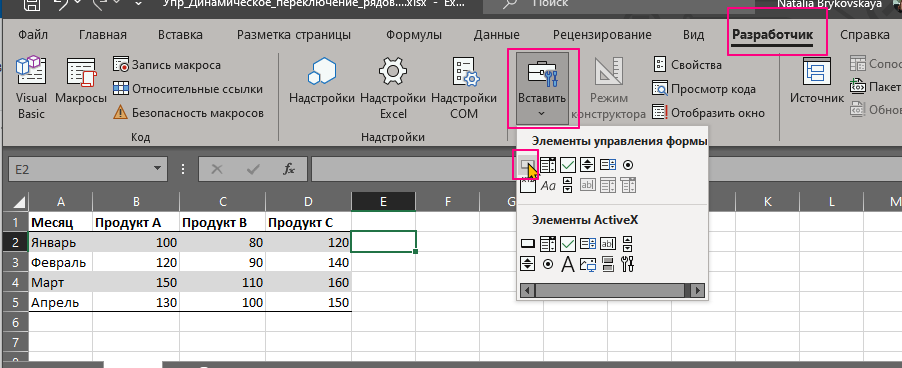 Упр_Динамическое_переключение_рядов....xlsx - Ex...
Поиск
Natalia Brykovskaya
ставка
Рисование
Разметка страницы
Формулы
Данные
Рецензирование
Вид
Разработчик
Справка
Visual Basic
Макросы
Запись макроса
Относительные ссылки
Безопасность макросов
Код
Надстройки
Надстройки Excel
Надстройки COM
Надстройки
Вставить
Режим конструктора
Свойства
Просмотр кода
Отобразить окно
Источник
Сопос
Пакет
Обнов
Элементы управления формы
Aa
ab|
Элементы ActiveX
ab|
A
E2
fx
A B C D E F G K L M
1 Месяц Продукт A Продукт B Продукт C
2 Январь 100 80 120
3 Февраль 120 90 140
4 Март 150 110 160
5 Апрель 130 100 150
6
7
8